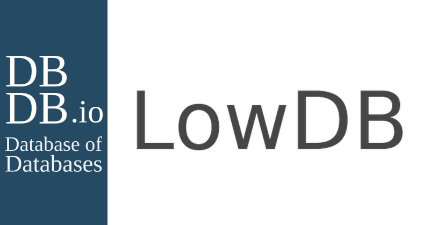 DB
DB.io
Database of
Databases
LowDB